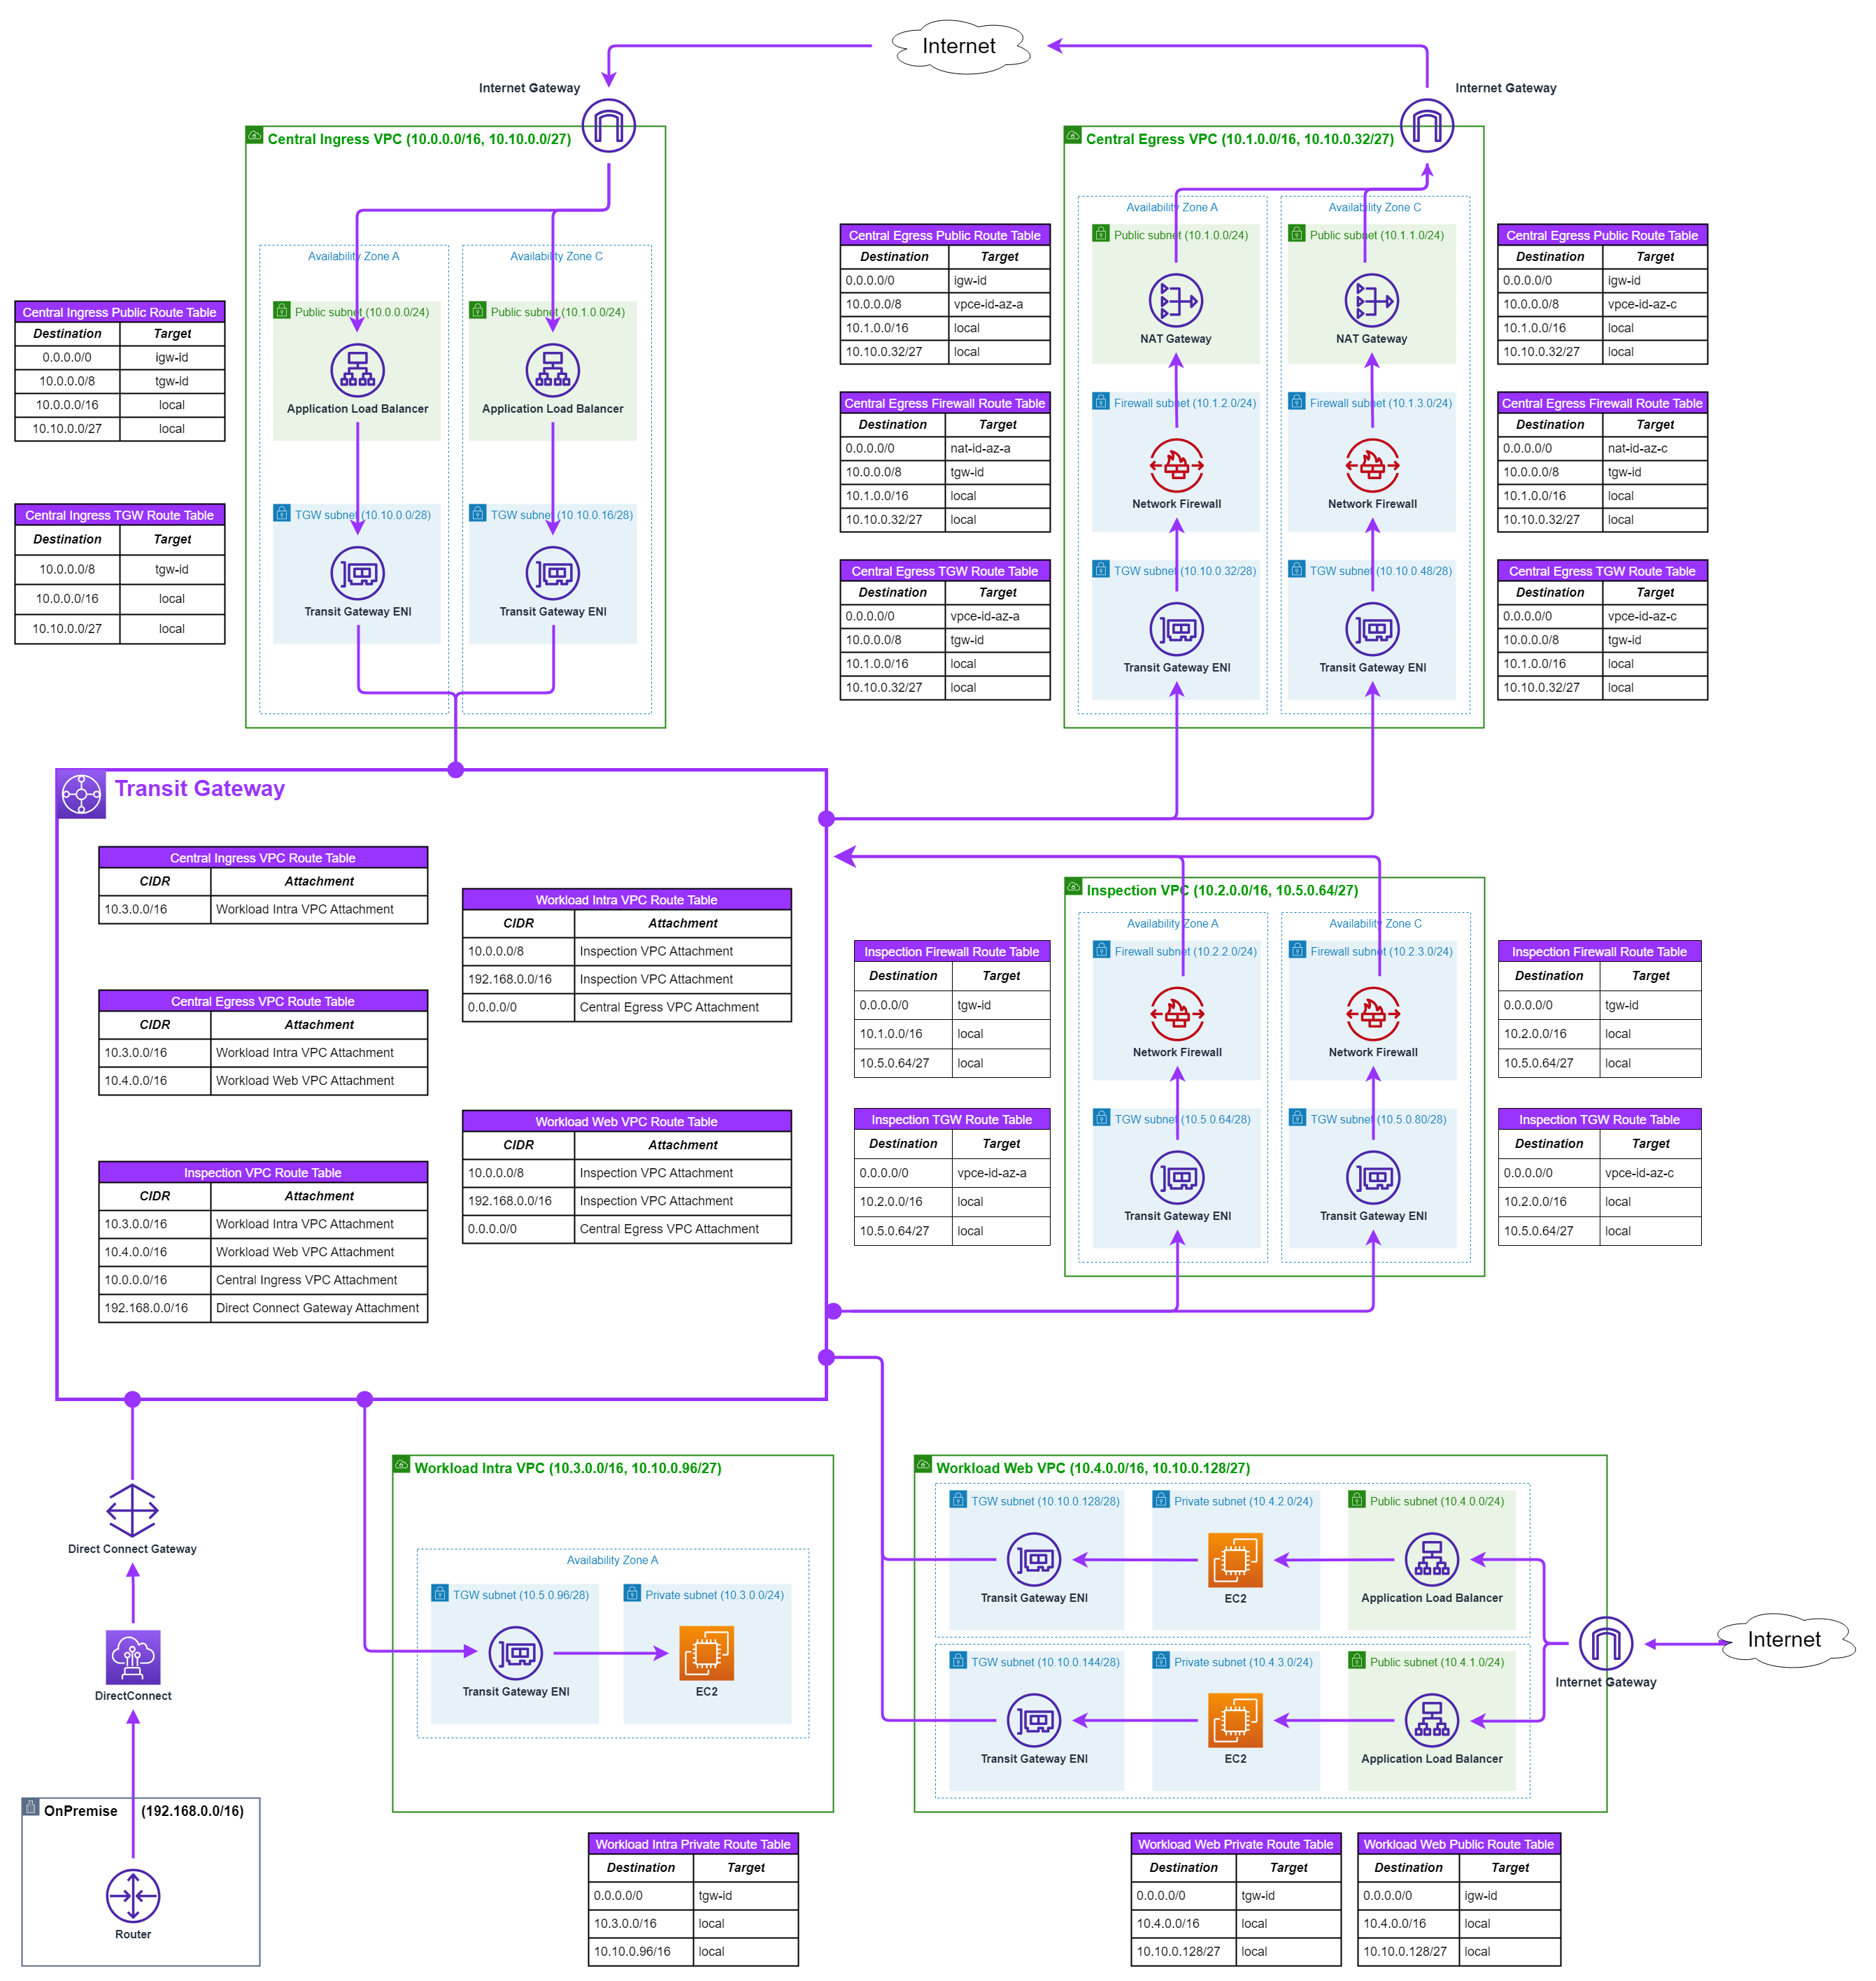 Internet
Internet Gateway
Central Ingress VPC (10.0.0.0/16, 10.10.0.0/27)
Availability Zone A
Availability Zone C
Public subnet (10.0.0.0/24)
Public subnet (10.1.0.0/24)
Application Load Balancer
Application Load Balancer
TGW subnet (10.10.0.0/28)
TGW subnet (10.10.0.16/28)
Transit Gateway ENI
Transit Gateway ENI
Central Ingress Public Route Table
Destination Target
0.0.0.0/0 igw-id
10.0.0.0/8 tgw-id
10.0.0.0/16 local
10.10.0.0/27 local
Central Ingress TGW Route Table
Destination Target
10.0.0.0/8 tgw-id
10.0.0.0/16 local
10.10.0.0/27 local
Internet Gateway
Central Egress VPC (10.1.0.0/16, 10.10.0.32/27)
Availability Zone A
Availability Zone C
Public subnet (10.1.0.0/24)
Public subnet (10.1.1.0/24)
NAT Gateway
NAT Gateway
Firewall subnet (10.1.2.0/24)
Firewall subnet (10.1.3.0/24)
Network Firewall
Network Firewall
TGW subnet (10.10.0.32/28)
TGW subnet (10.10.0.48/28)
Transit Gateway ENI
Transit Gateway ENI
Central Egress Public Route Table
Destination Target
0.0.0.0/0 igw-id
10.0.0.0/8 vpce-id-az-a
10.1.0.0/16 local
10.10.0.32/27 local
Central Egress Firewall Route Table
Destination Target
0.0.0.0/0 nat-id-az-a
10.0.0.0/8 tgw-id
10.1.0.0/16 local
10.10.0.32/27 local
Central Egress TGW Route Table
Destination Target
0.0.0.0/0 vpce-id-az-a
10.0.0.0/8 tgw-id
10.1.0.0/16 local
10.10.0.32/27 local
Central Egress Public Route Table
Destination Target
0.0.0.0/0 igw-id
10.0.0.0/8 vpce-id-az-c
10.1.0.0/16 local
10.10.0.32/27 local
Central Egress Firewall Route Table
Destination Target
0.0.0.0/0 nat-id-az-c
10.0.0.0/8 tgw-id
10.1.0.0/16 local
10.10.0.32/27 local
Central Egress TGW Route Table
Destination Target
0.0.0.0/0 vpce-id-az-c
10.0.0.0/8 tgw-id
10.1.0.0/16 local
10.10.0.32/27 local
Transit Gateway
Central Ingress VPC Route Table
CIDR Attachment
10.3.0.0/16 Workload Intra VPC Attachment
Central Egress VPC Route Table
CIDR Attachment
10.3.0.0/16 Workload Intra VPC Attachment
10.4.0.0/16 Workload Web VPC Attachment
Inspection VPC Route Table
CIDR Attachment
10.3.0.0/16 Workload Intra VPC Attachment
10.4.0.0/16 Workload Web VPC Attachment
10.0.0.0/16 Central Ingress VPC Attachment
192.168.0.0/16 Direct Connect Gateway Attachment
Workload Intra VPC Route Table
CIDR Attachment
10.0.0.0/8 Inspection VPC Attachment
192.168.0.0/16 Inspection VPC Attachment
0.0.0.0/0 Central Egress VPC Attachment
Workload Web VPC Route Table
CIDR Attachment
10.0.0.0/8 Inspection VPC Attachment
192.168.0.0/16 Inspection VPC Attachment
0.0.0.0/0 Central Egress VPC Attachment
Inspection VPC (10.2.0.0/16, 10.5.0.64/27)
Availability Zone A
Availability Zone C
Firewall subnet (10.2.2.0/24)
Firewall subnet (10.2.3.0/24)
Network Firewall
Network Firewall
TGW subnet (10.5.0.64/28)
TGW subnet (10.5.0.80/28)
Transit Gateway ENI
Transit Gateway ENI
Inspection Firewall Route Table
Destination Target
0.0.0.0/0 tgw-id
10.1.0.0/16 local
10.5.0.64/27 local
Inspection TGW Route Table
Destination Target
0.0.0.0/0 vpce-id-az-a
10.2.0.0/16 local
10.5.0.64/27 local
Inspection Firewall Route Table
Destination Target
0.0.0.0/0 tgw-id
10.2.0.0/16 local
10.5.0.64/27 local
Inspection TGW Route Table
Destination Target
0.0.0.0/0 vpce-id-az-c
10.2.0.0/16 local
10.5.0.64/27 local
Direct Connect Gateway
DirectConnect
OnPremise (192.168.0.0/16)
Router
Workload Intra VPC (10.3.0.0/16, 10.10.0.96/27)
Availability Zone A
TGW subnet (10.5.0.96/28)
Private subnet (10.3.0.0/24)
Transit Gateway ENI
EC2
Workload Intra Private Route Table
Destination Target
0.0.0.0/0 tgw-id
10.3.0.0/16 local
10.10.0.96/16 local
Workload Web VPC (10.4.0.0/16, 10.10.0.128/27)
TGW subnet (10.10.0.128/28)
Private subnet (10.4.2.0/24)
Public subnet (10.4.0.0/24)
Transit Gateway ENI
EC2
Application Load Balancer
TGW subnet (10.10.0.144/28)
Private subnet (10.4.3.0/24)
Public subnet (10.4.1.0/24)
Transit Gateway ENI
EC2
Application Load Balancer
Internet Gateway
Internet
Workload Web Private Route Table
Destination Target
0.0.0.0/0 tgw-id
10.4.0.0/16 local
10.10.0.128/27 local
Workload Web Public Route Table
Destination Target
0.0.0.0/0 igw-id
10.4.0.0/16 local
10.10.0.128/27 local